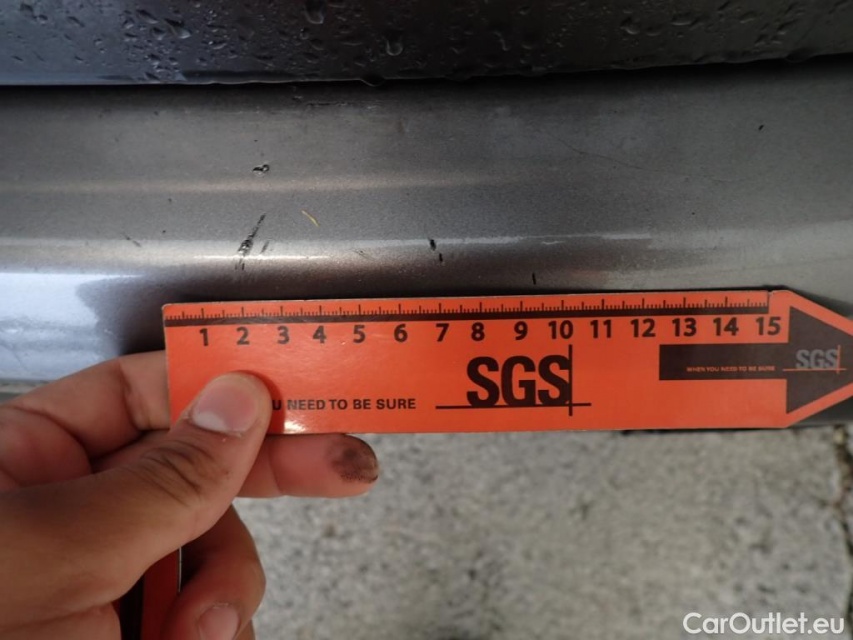 1 2 3 4 5 6 7 8 9 10 11 12 13 14 15
SGS
WHEN YOU NEED TO BE SURE
SGS
U NEED TO BE SURE
CarOutlet.eu